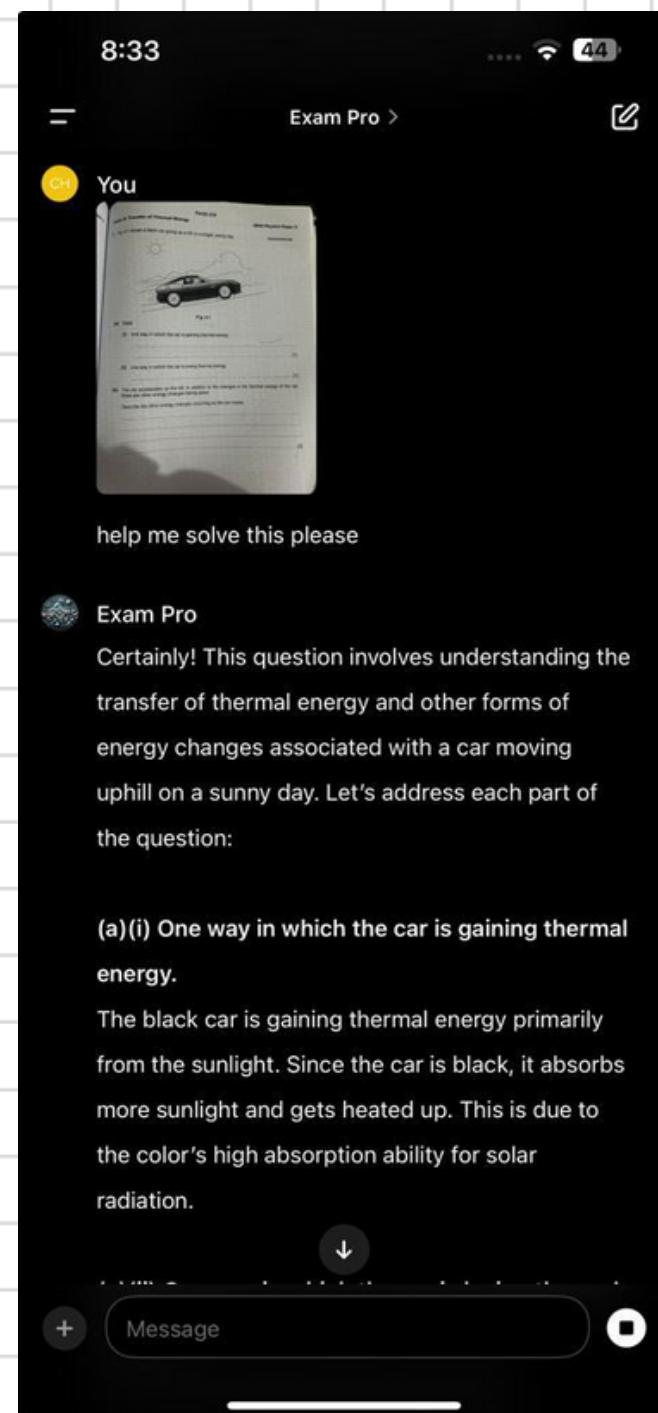 8:33
44
Exam Pro >
CH
You
Fig.
help me solve this please
Exam Pro
Certainly! This question involves understanding the
transfer of thermal energy and other forms of
energy changes associated with a car moving
uphill on a sunny day. Let's address each part of
the question:
(a)(i) One way in which the car is gaining thermal
energy.
The black car is gaining thermal energy primarily
from the sunlight. Since the car is black, it absorbs
more sunlight and gets heated up. This is due to
the color's high absorption ability for solar
radiation.
Message